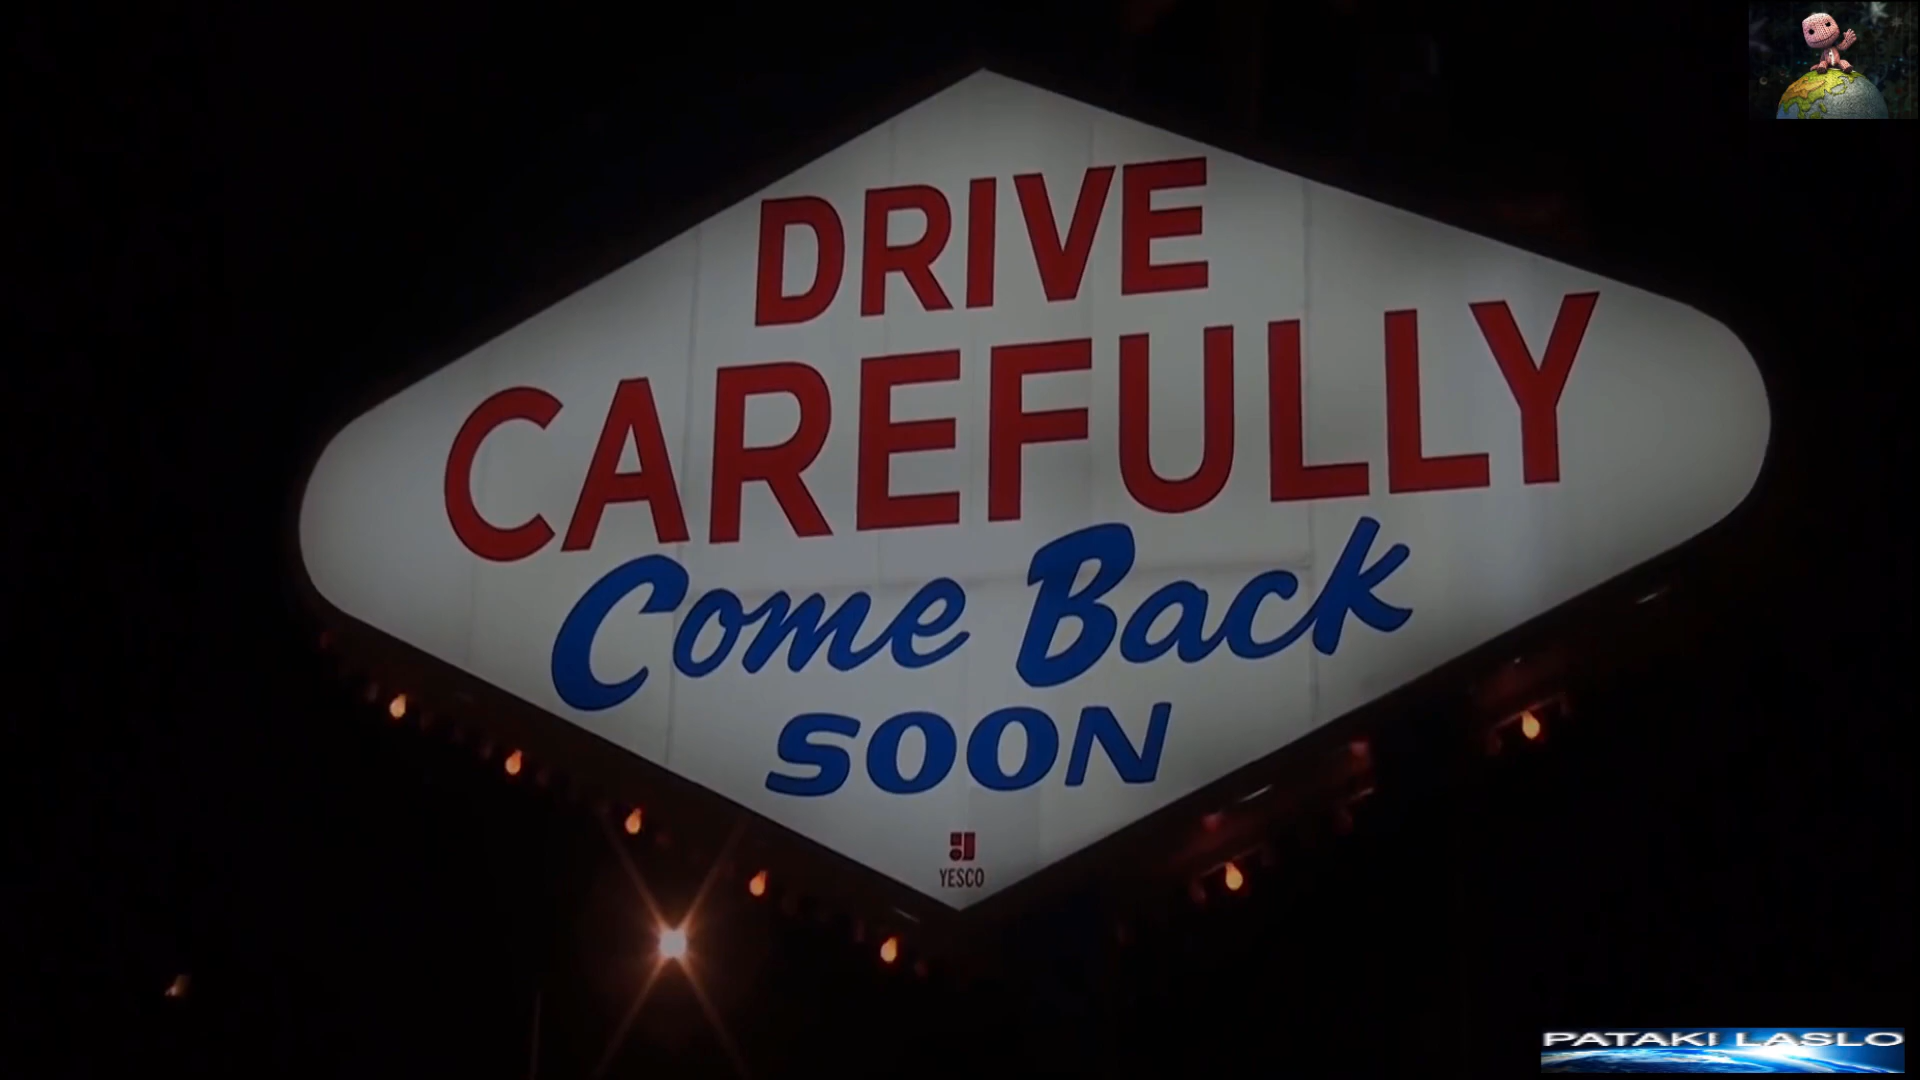 DRIVE
CAREFULLY
Come Back
SOON
YESCO
PATAKI LASLO